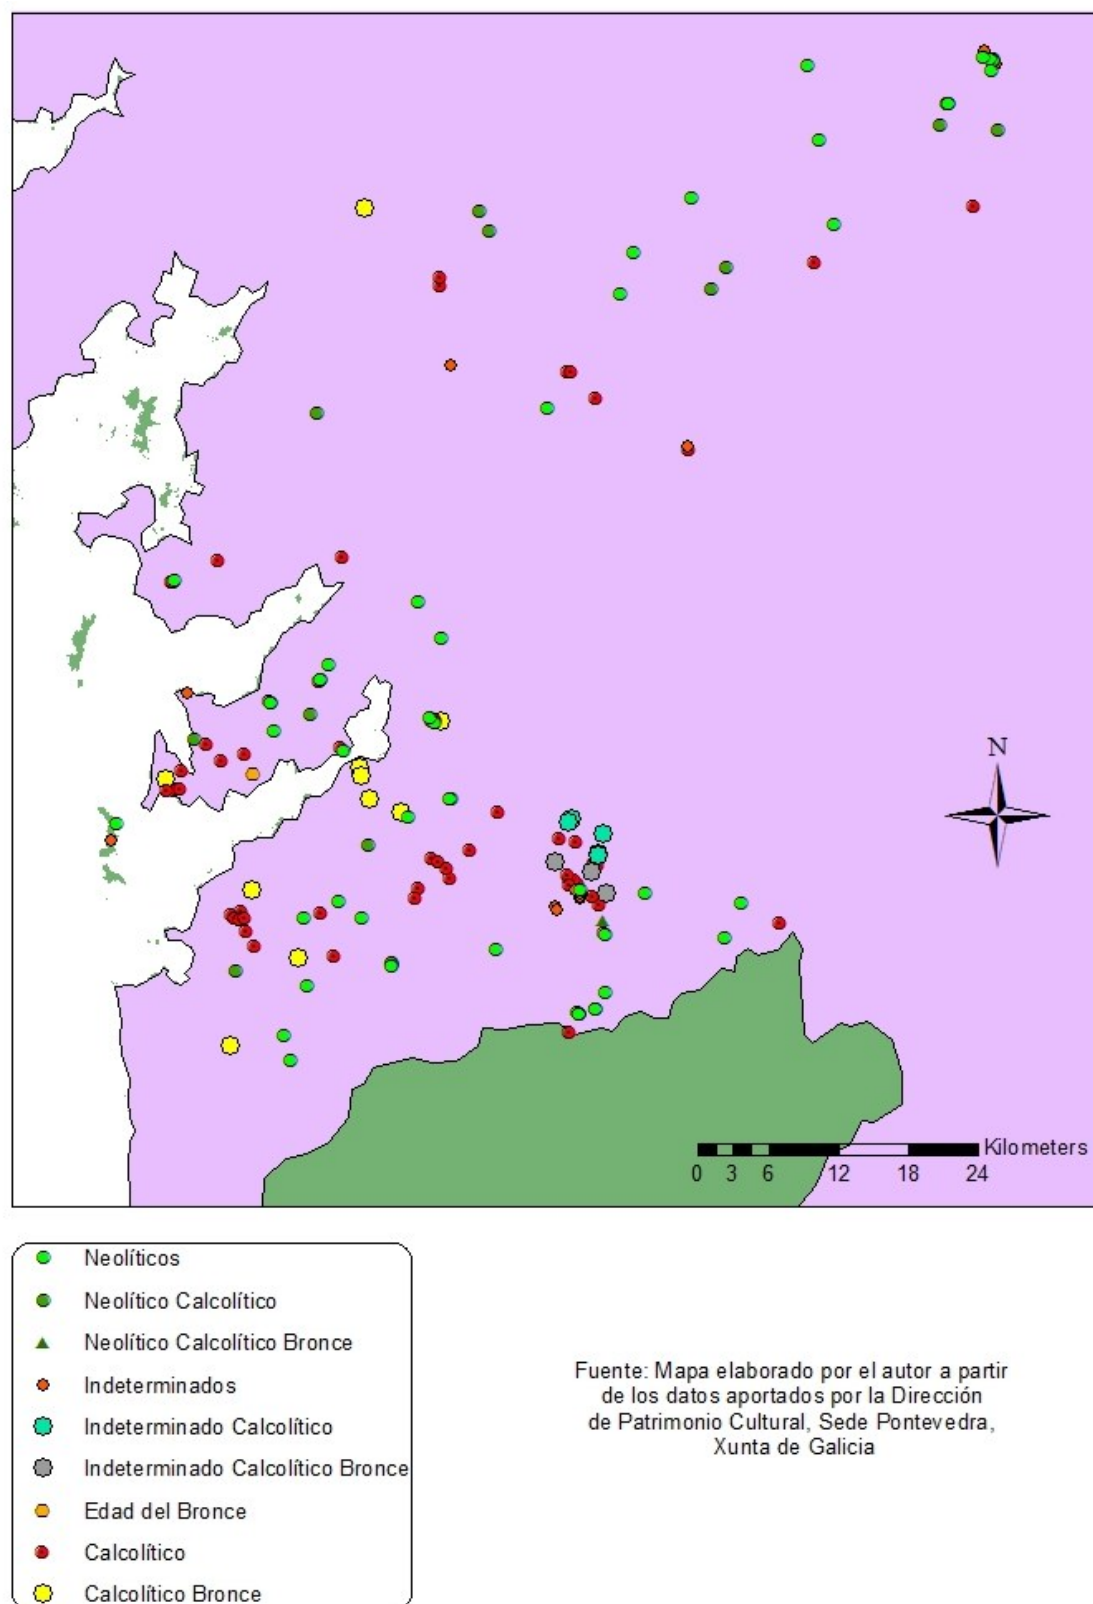 N
Kilometers
0 3 6 12 18 24
Neolíticos
Neolítico Calcolítico
Neolítico Calcolítico Bronce
Indeterminados
Indeterminado Calcolítico
Indeterminado Calcolítico Bronce
Edad del Bronce
Calcolítico
Calcolítico Bronce
Fuente: Mapa elaborado por el autor a partir
de los datos aportados por la Dirección
de Patrimonio Cultural, Sede Pontevedra,
Xunta de Galicia